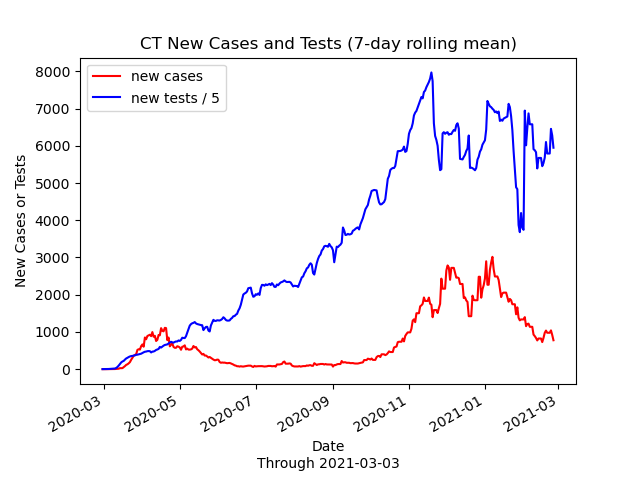 CT New Cases and Tests (7-day rolling mean)
new cases
new tests / 5
New Cases or Tests
8000
7000
6000
5000
4000
3000
2000
1000
0
2020-03
2020-05
2020-07
2020-09
2020-11
2021-01
2021-03
Date
Through 2021-03-03